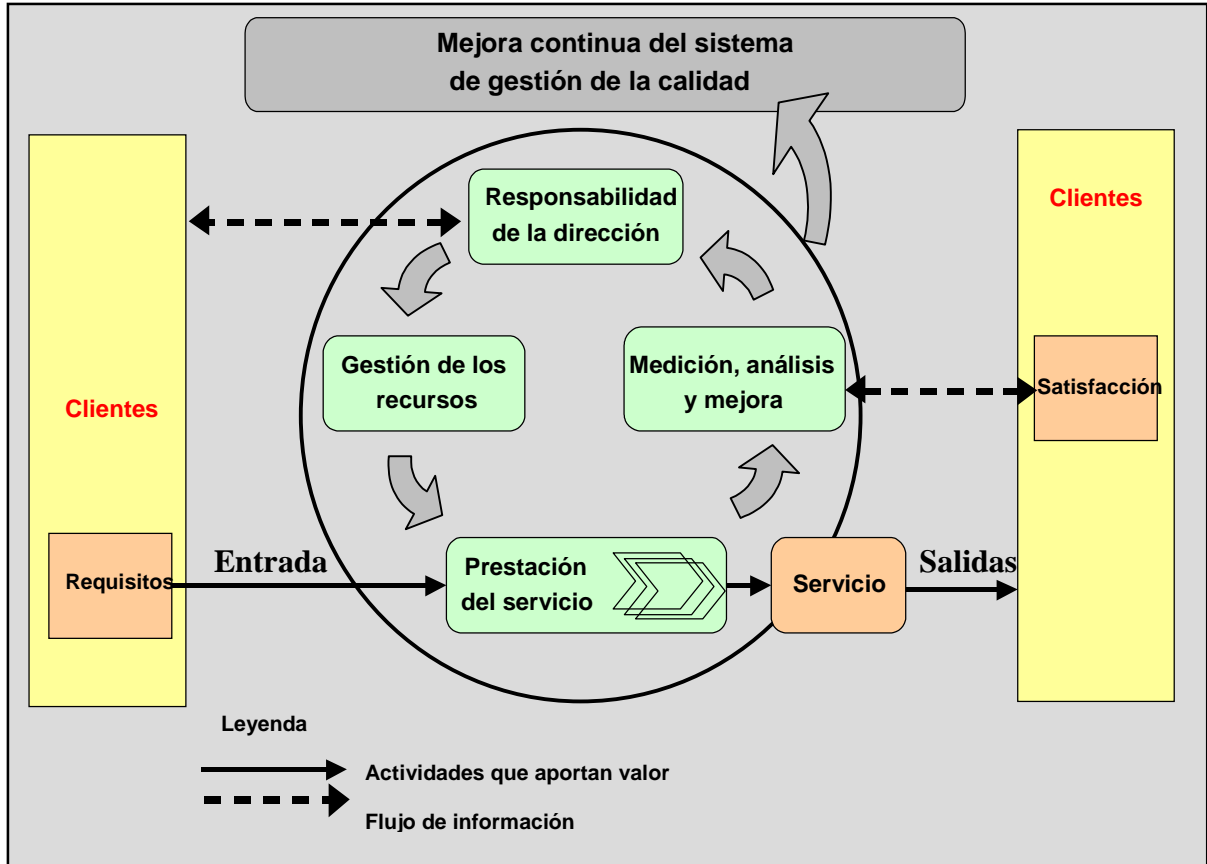 Mejora continua del sistema
de gestión de la calidad
Responsabilidad
de la dirección
Clientes
Gestión de los
recursos
Medición, análisis
y mejora
Satisfacción
Clientes
Entrada
Salidas
Requisitos
Prestación
del servicio
Servicio
Leyenda
Actividades que aportan valor
Flujo de información